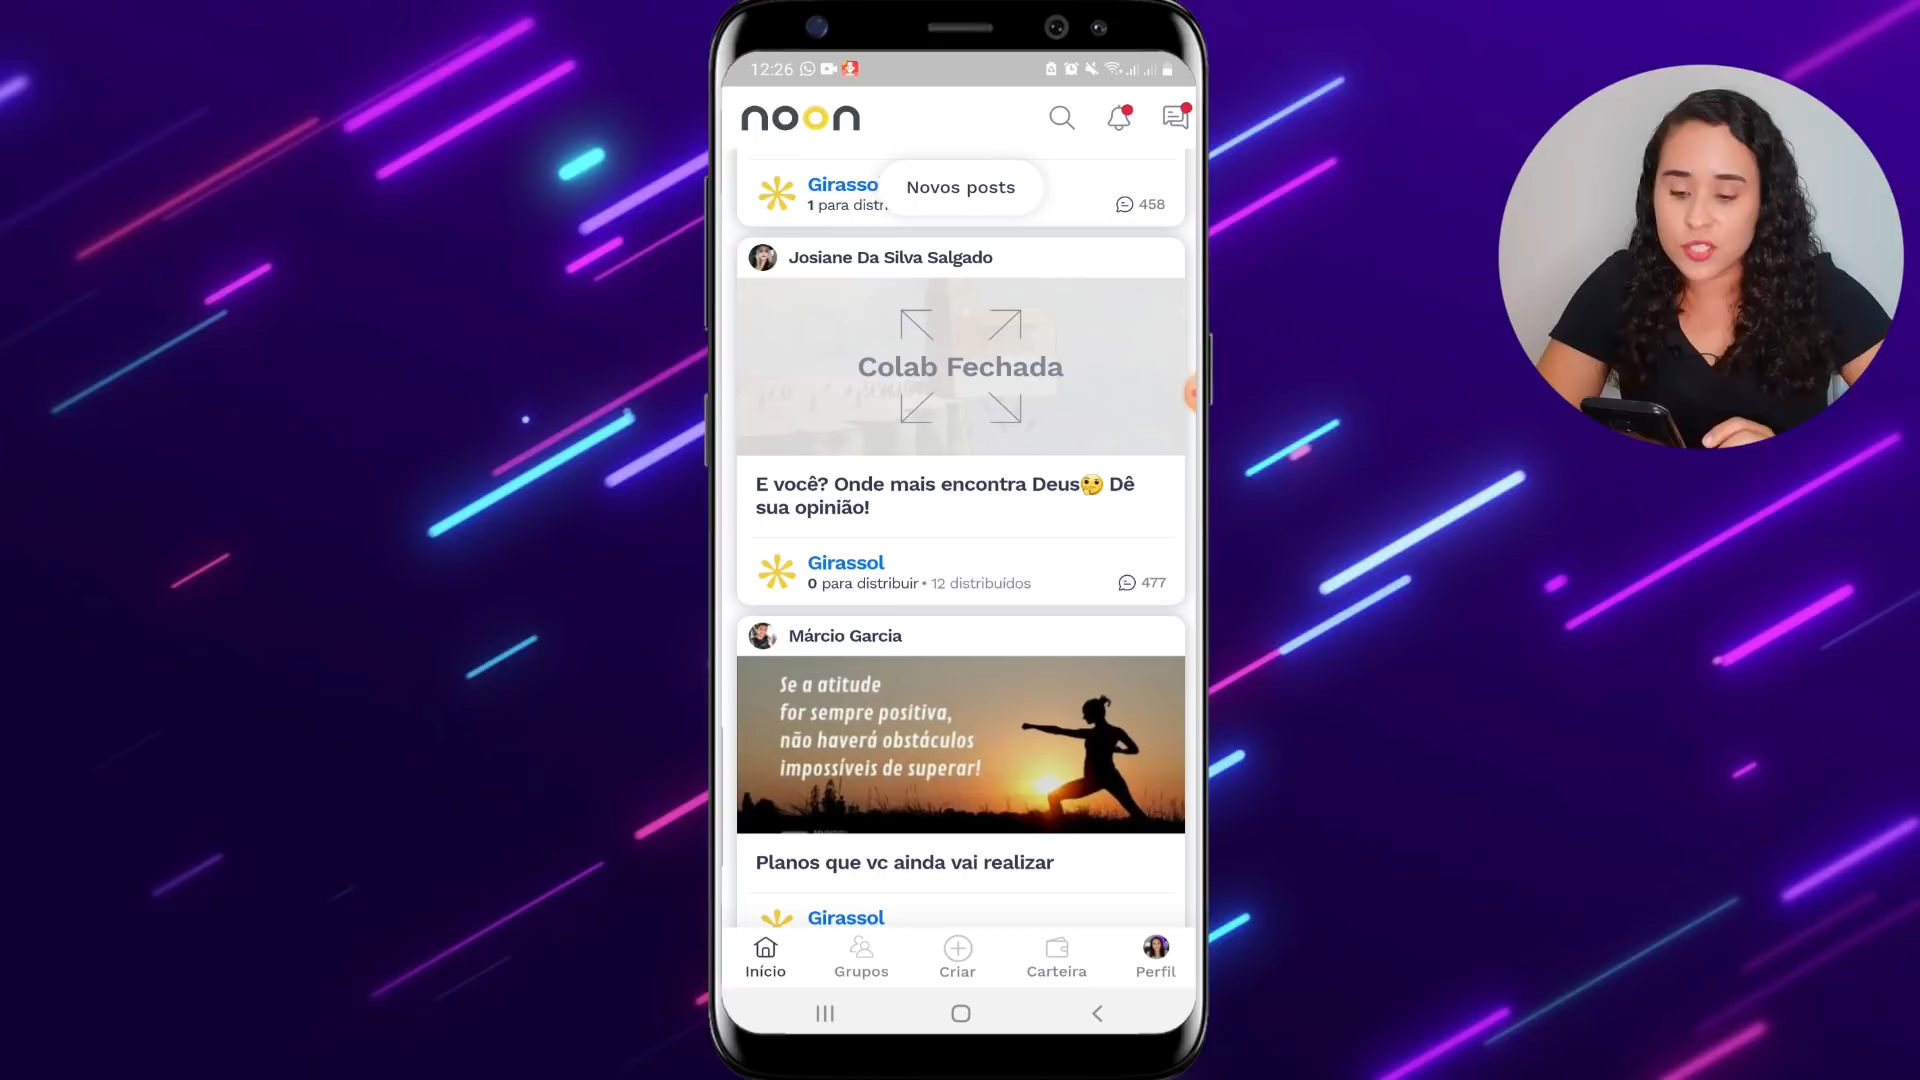 12:26
noon
Girasso
Novos posts
1 para distr.
458
Josiane Da Silva Salgado
Colab Fechada
E você? Onde mais encontra Deus🤔 Dê
sua opinião!
Girassol
0 para distribuir • 12 distribuídos
477
Márcio Garcia
Se a atitude
for sempre positiva,
não haverá obstáculos
impossíveis de superar!
Planos que vc ainda vai realizar
Girassol
Início
Grupos
Criar
Carteira
Perfil